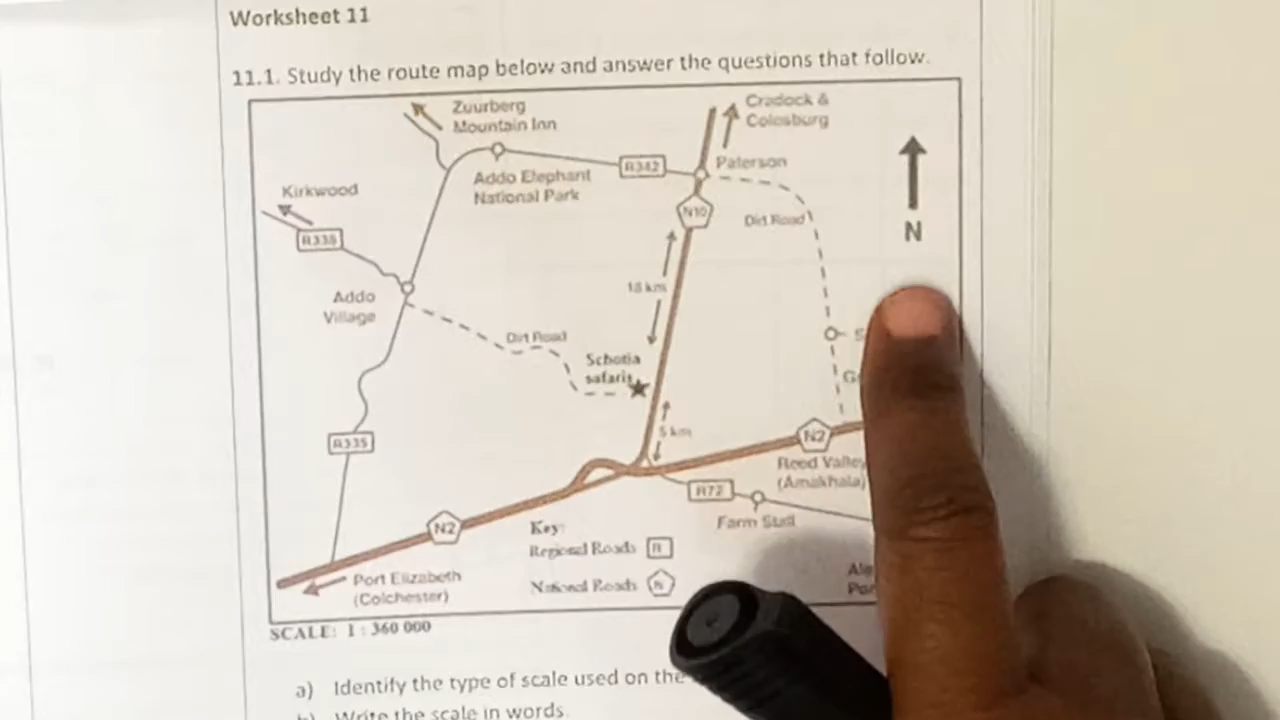 Worksheet 11
11.1. Study the route map below and answer the questions that follow.
Zuurberg
Mountain Inn
Cradock &
Colesburg
Kirkwood
R335
Addo Elephant
National Park
R342
Paterson
N10
Dirt Road
N
18 km
Addo
Village
Dirt Road
Schotia
safaris
5 km
R335
N2
Reed Valley
(Amakhala)
R72
Farm Stall
N2
Key:
Regional Roads R
National Roads N
Port Elizabeth
(Colchester)
SCALE: 1 : 360 000
a) Identify the type of scale used on the
b) Write the scale in words.